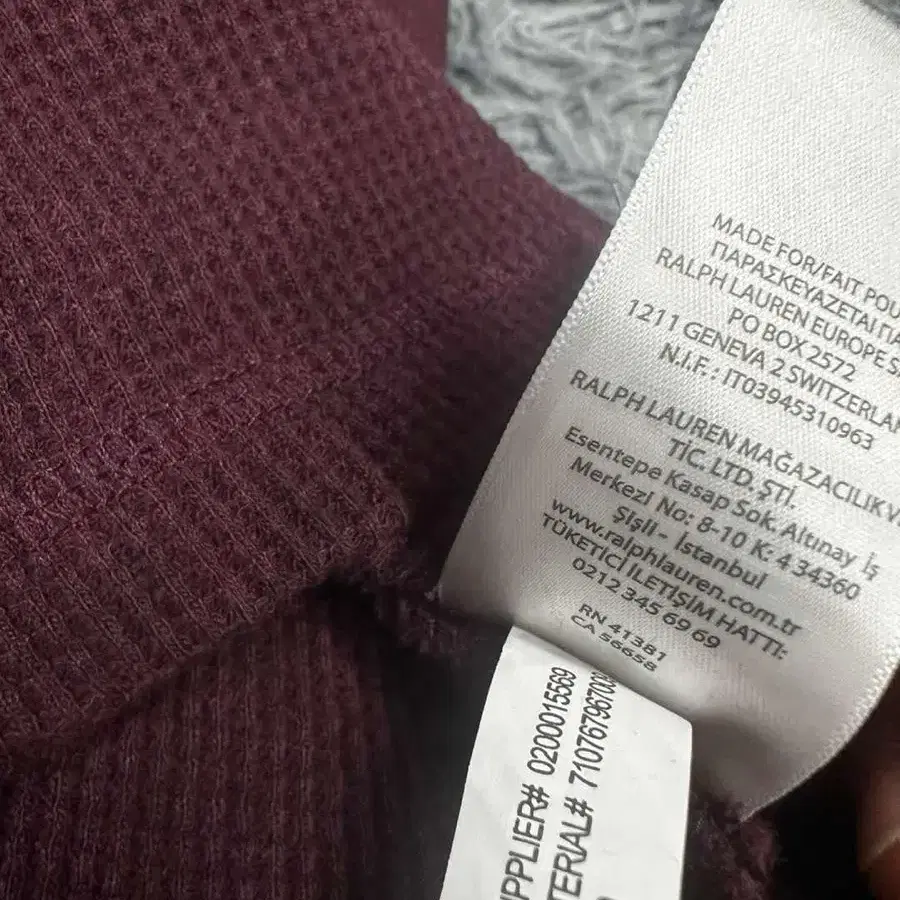 MADE FOR/FAIT POU
ΠΑΡΑΣΚΕΥΑΖΕΤΑΙ ΓΙΑ
RALPH LAUREN EUROPE S
PO BOX 2572
1211 GENEVA 2 SWITZERLAN
N.I.F. : IT03945310963
RALPH LAUREN MAĞAZACILIK V
TİC. LTD. ŞTİ.
Esentepe Kasap Sok. Altınay İş
Merkezi No: 8-10 K: 4 34360
Şişli - İstanbul
www.ralphlauren.com.tr
TÜKETİCİ İLETİŞİM HATTI:
0212 345 69 69
RN 41381
CA 56658
PPLIER# 0200015569
TERIAL# 710767967003